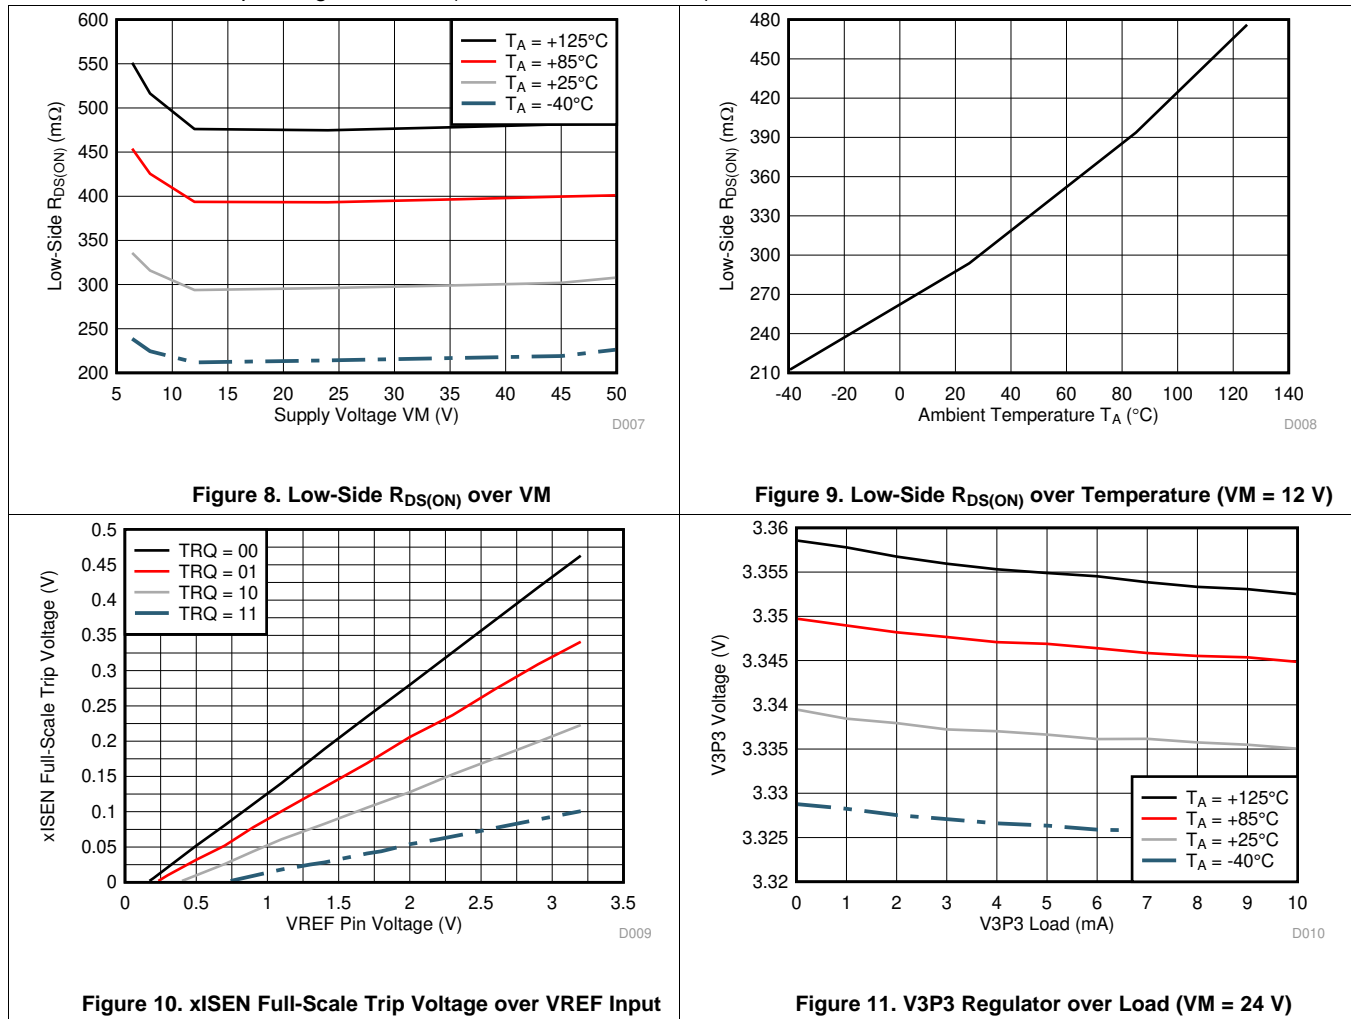 600
550
500
450
400
350
300
250
200
Low-Side RDS(ON) (mΩ)
TA = +125°C
TA = +85°C
TA = +25°C
TA = -40°C
5 10 15 20 25 30 35 40 45 50
Supply Voltage VM (V)
D007
Figure 8. Low-Side RDS(ON) over VM
480
450
420
390
360
330
300
270
240
210
Low-Side RDS(ON) (mΩ)
-40 -20 0 20 40 60 80 100 120 140
Ambient Temperature TA (°C)
D008
Figure 9. Low-Side RDS(ON) over Temperature (VM = 12 V)
0.5
0.45
0.4
0.35
0.3
0.25
0.2
0.15
0.1
0.05
0
xISEN Full-Scale Trip Voltage (V)
TRQ = 00
TRQ = 01
TRQ = 10
TRQ = 11
0 0.5 1 1.5 2 2.5 3 3.5
VREF Pin Voltage (V)
D009
Figure 10. xISEN Full-Scale Trip Voltage over VREF Input
3.36
3.355
3.35
3.345
3.34
3.335
3.33
3.325
3.32
V3P3 Voltage (V)
TA = +125°C
TA = +85°C
TA = +25°C
TA = -40°C
0 1 2 3 4 5 6 7 8 9 10
V3P3 Load (mA)
D010
Figure 11. V3P3 Regulator over Load (VM = 24 V)